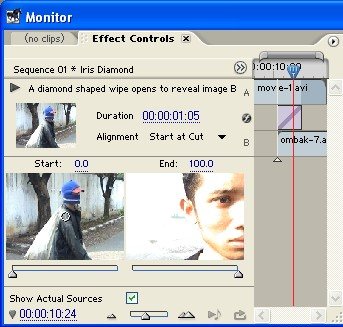 Monitor
(no clips) Effect Controls
Sequence 01 * Iris Diamond
0:00:10:09
A diamond shaped wipe opens to reveal image B
A
mov e-1.avi
Duration 00:00:01:05
Alignment Start at Cut
B
ombak-7.a
Start: 0.0 End: 100.0
Show Actual Sources
00:00:10:24